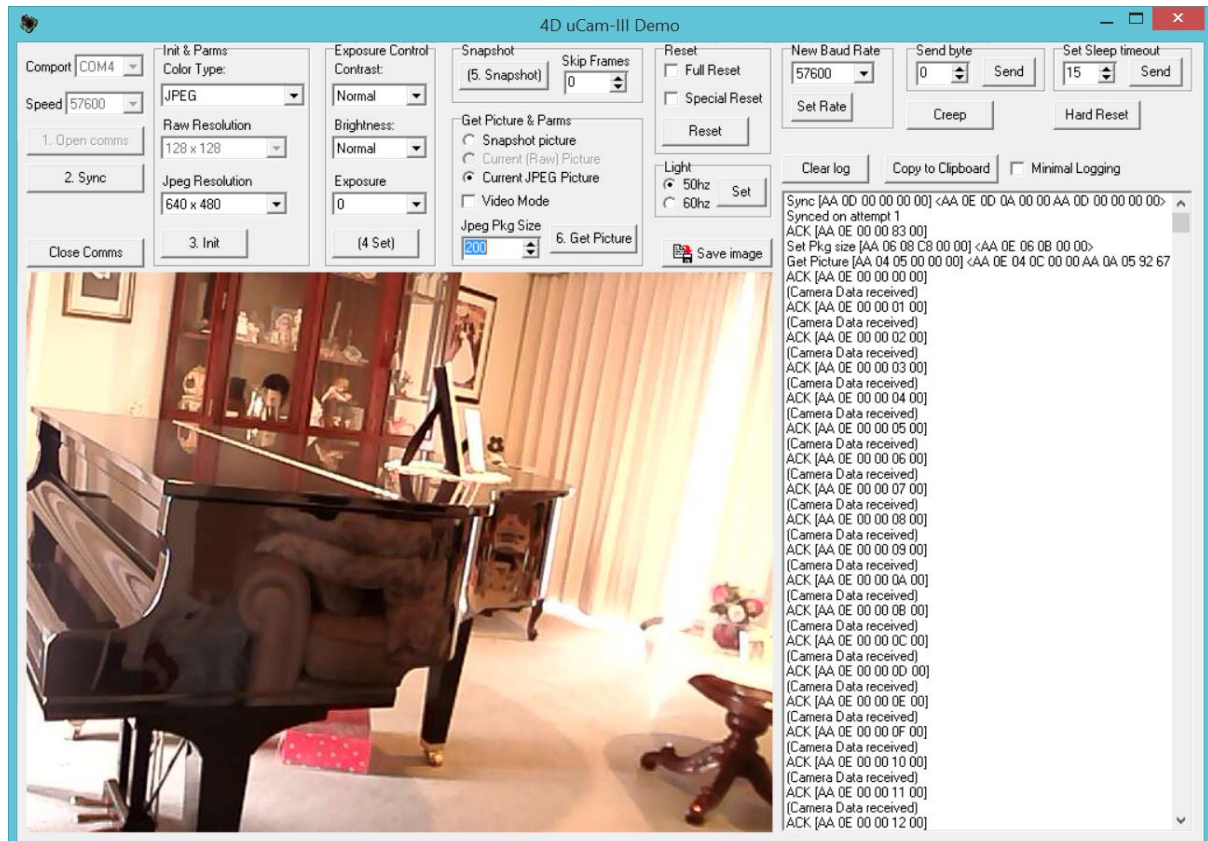 4D uCam-III Demo
Comport COM4
Speed 57600
1. Open comms
2. Sync
Close Comms
Init & Parms
Color Type:
JPEG
Raw Resolution
128 x 128
Jpeg Resolution
640 x 480
3. Init
Exposure Control
Contrast:
Normal
Brightness:
Normal
Exposure
0
(4 Set)
Snapshot
(5. Snapshot)
Skip Frames
0
Get Picture & Parms
Snapshot picture
Current (Raw) Picture
Current JPEG Picture
Video Mode
Jpeg Pkg Size
200
6. Get Picture
Reset
Full Reset
Special Reset
Reset
Light
50hz
60hz
Set
Save image
New Baud Rate
57600
Set Rate
Send byte
0
Send
Creep
Set Sleep timeout
15
Send
Hard Reset
Clear log
Copy to Clipboard
Minimal Logging
Sync [AA 0D 00 00 00 00] <AA 0E 0D 0A 00 00 AA 0D 00 00 00 00>
Synced on attempt 1
ACK [AA 0E 00 00 83 00]
Set Pkg size [AA 06 08 C8 00 00] <AA 0E 06 0B 00 00>
Get Picture [AA 04 05 00 00 00] <AA 0E 04 0C 00 00 AA 0A 05 92 67
ACK [AA 0E 00 00 00 00]
(Camera Data received)
ACK [AA 0E 00 00 01 00]
(Camera Data received)
ACK [AA 0E 00 00 02 00]
(Camera Data received)
ACK [AA 0E 00 00 03 00]
(Camera Data received)
ACK [AA 0E 00 00 04 00]
(Camera Data received)
ACK [AA 0E 00 00 05 00]
(Camera Data received)
ACK [AA 0E 00 00 06 00]
(Camera Data received)
ACK [AA 0E 00 00 07 00]
(Camera Data received)
ACK [AA 0E 00 00 08 00]
(Camera Data received)
ACK [AA 0E 00 00 09 00]
(Camera Data received)
ACK [AA 0E 00 00 0A 00]
(Camera Data received)
ACK [AA 0E 00 00 0B 00]
(Camera Data received)
ACK [AA 0E 00 00 0C 00]
(Camera Data received)
ACK [AA 0E 00 00 0D 00]
(Camera Data received)
ACK [AA 0E 00 00 0E 00]
(Camera Data received)
ACK [AA 0E 00 00 0F 00]
(Camera Data received)
ACK [AA 0E 00 00 10 00]
(Camera Data received)
ACK [AA 0E 00 00 11 00]
(Camera Data received)
ACK [AA 0E 00 00 12 00]